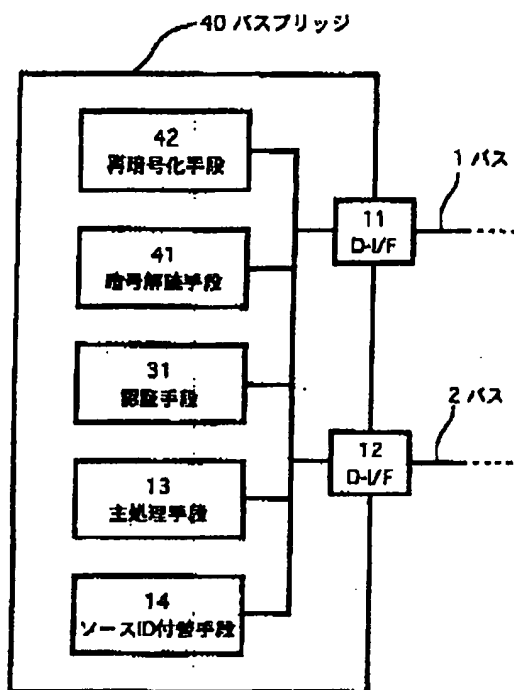 40 バスブリッジ
42
再暗号化手段
1 バス
11
D-I/F
41
暗号解読手段
31
認証手段
2 バス
12
D-I/F
13
主処理手段
14
ソースID付替手段